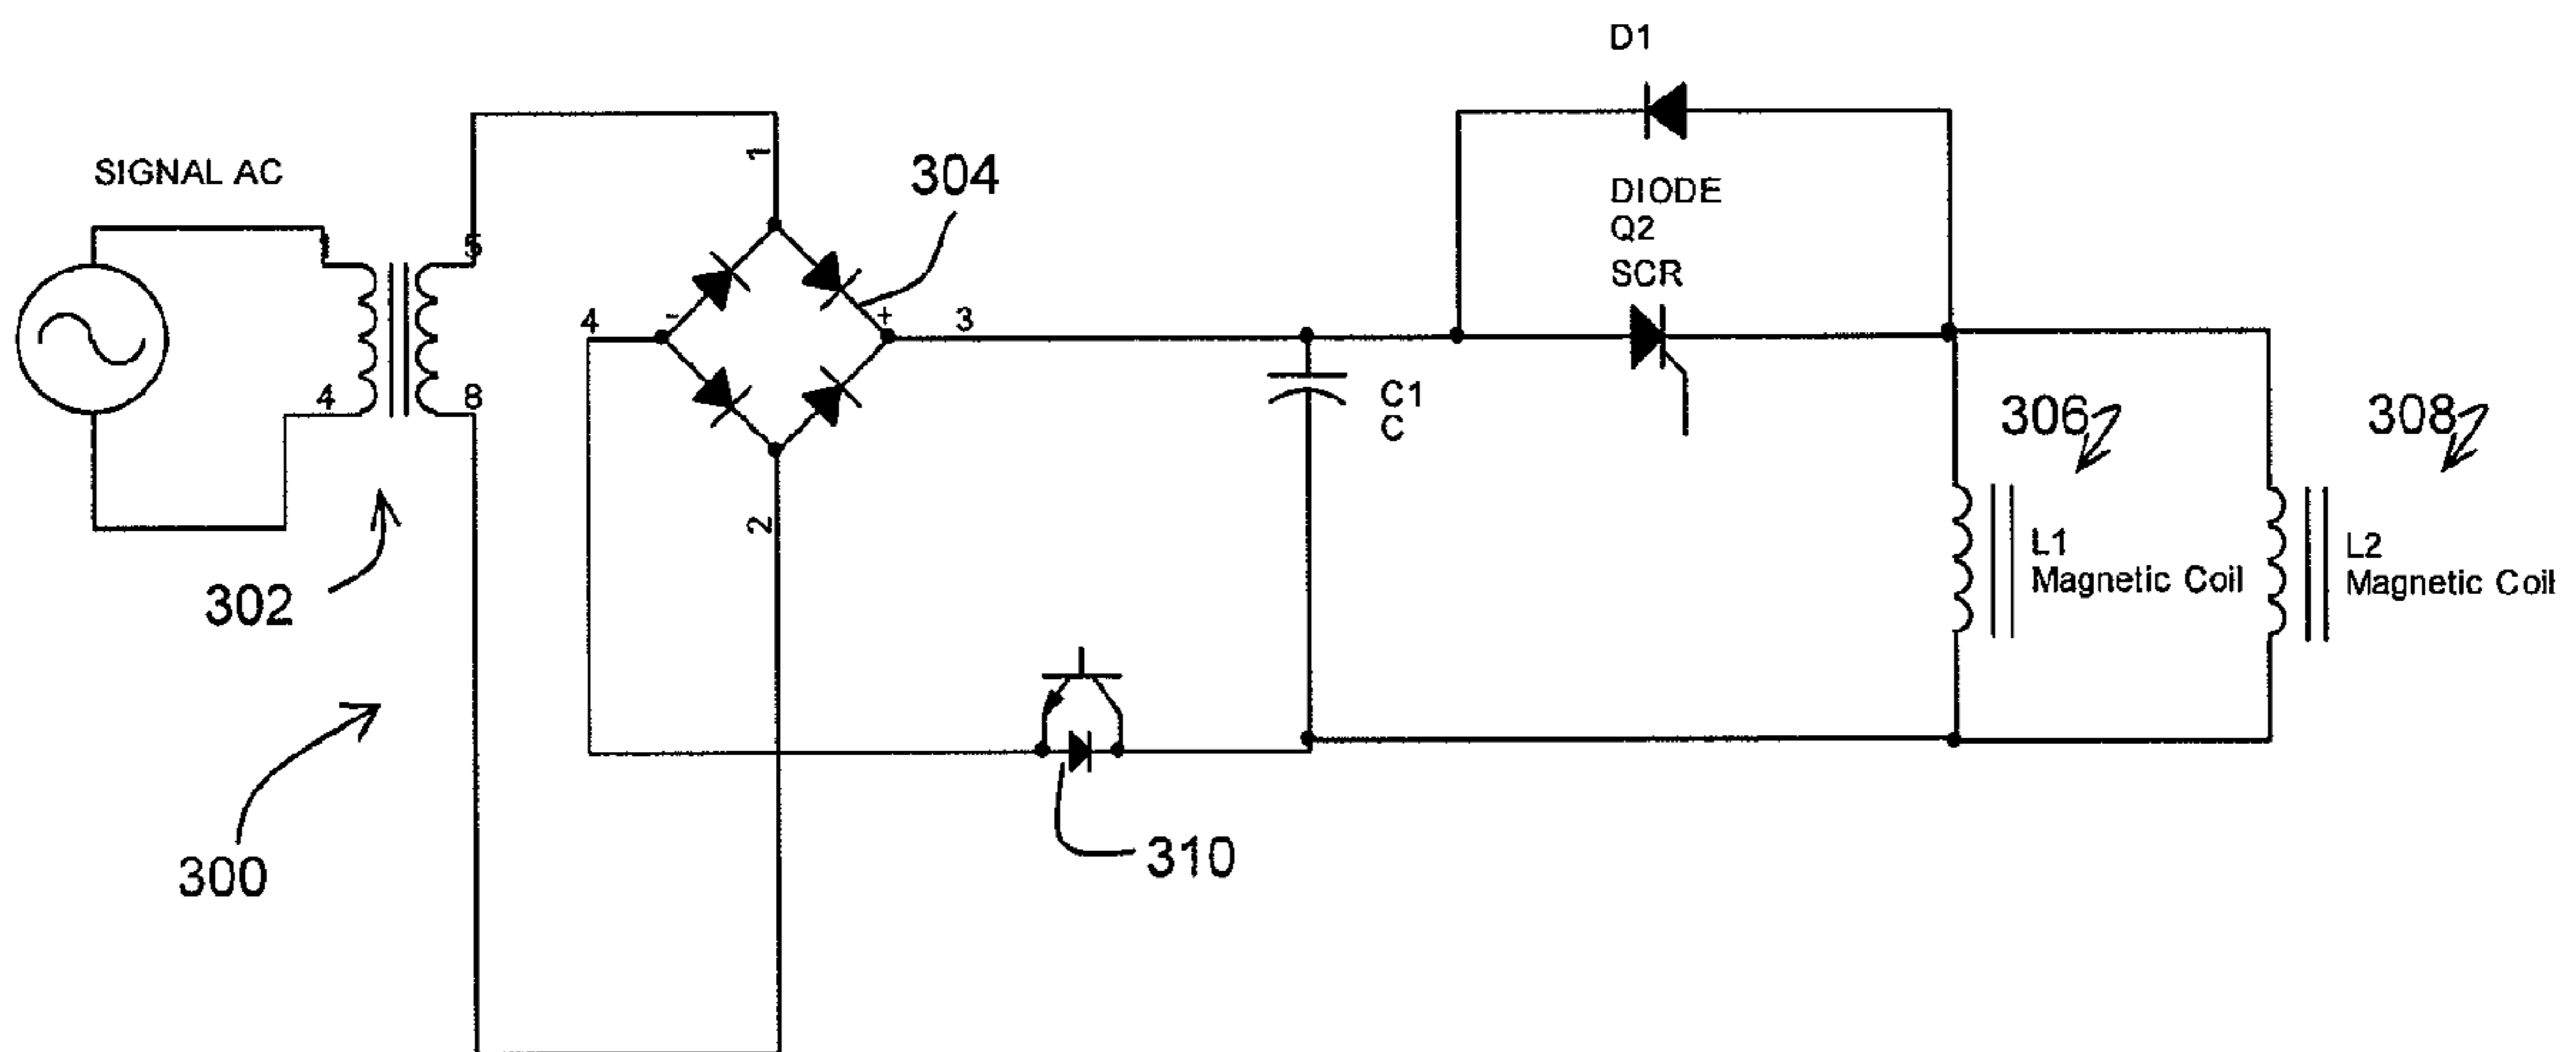 D1
SIGNAL AC
1
304
DIODE
Q2
SCR
5
4
-
+
3
4
8
C1
C
306
308
2
302
L1
Magnetic Coil
L2
Magnetic Coil
310
300